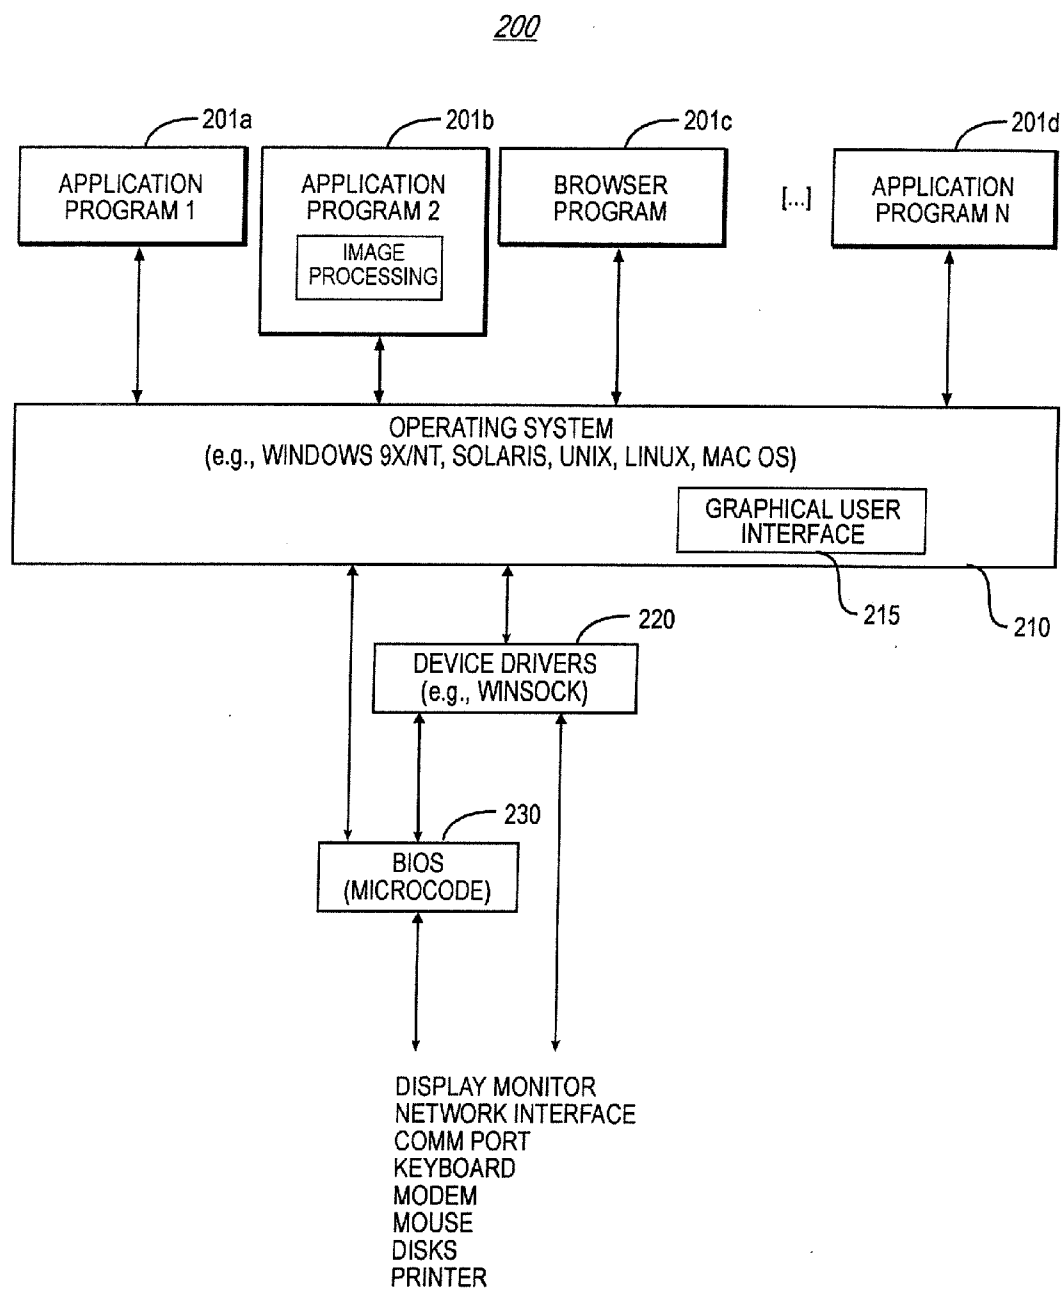 200
201a
201b
201c
201d
APPLICATION
PROGRAM 1
APPLICATION
PROGRAM 2
IMAGE
PROCESSING
BROWSER
PROGRAM
[...]
APPLICATION
PROGRAM N
OPERATING SYSTEM
(e.g., WINDOWS 9X/NT, SOLARIS, UNIX, LINUX, MAC OS)
GRAPHICAL USER
INTERFACE
215
210
220
DEVICE DRIVERS
(e.g., WINSOCK)
230
BIOS
(MICROCODE)
DISPLAY MONITOR
NETWORK INTERFACE
COMM PORT
KEYBOARD
MODEM
MOUSE
DISKS
PRINTER